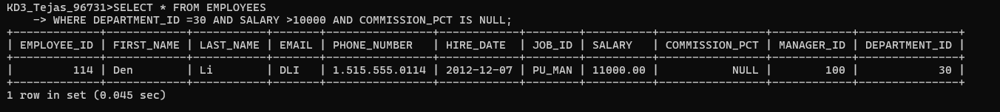 KD3_Tejas_96731>SELECT * FROM EMPLOYEES
    -> WHERE DEPARTMENT_ID =30 AND SALARY >10000 AND COMMISSION_PCT IS NULL;
+-------------+------------+-----------+-------+----------------+------------+--------+----------+----------------+------------+---------------+
| EMPLOYEE_ID | FIRST_NAME | LAST_NAME | EMAIL | PHONE_NUMBER   | HIRE_DATE  | JOB_ID | SALARY   | COMMISSION_PCT | MANAGER_ID | DEPARTMENT_ID |
+-------------+------------+-----------+-------+----------------+------------+--------+----------+----------------+------------+---------------+
|         114 | Den        | Li        | DLI   | 1.515.555.0114 | 2012-12-07 | PU_MAN | 11000.00 |           NULL |        100 |            30 |
+-------------+------------+-----------+-------+----------------+------------+--------+----------+----------------+------------+---------------+
1 row in set (0.045 sec)